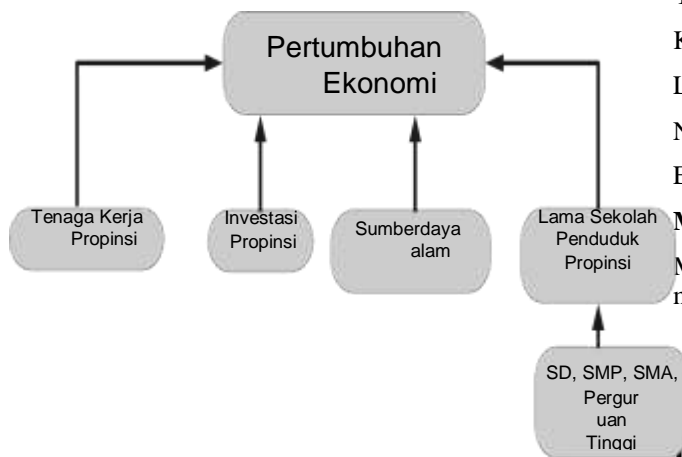 Pertumbuhan
Ekonomi
Tenaga Kerja
Propinsi
Investasi
Propinsi
Sumberdaya
alam
Lama Sekolah
Penduduk
Propinsi
SD, SMP, SMA,
Pergur
uan
Tinggi
K
L
N
E
M
M
n